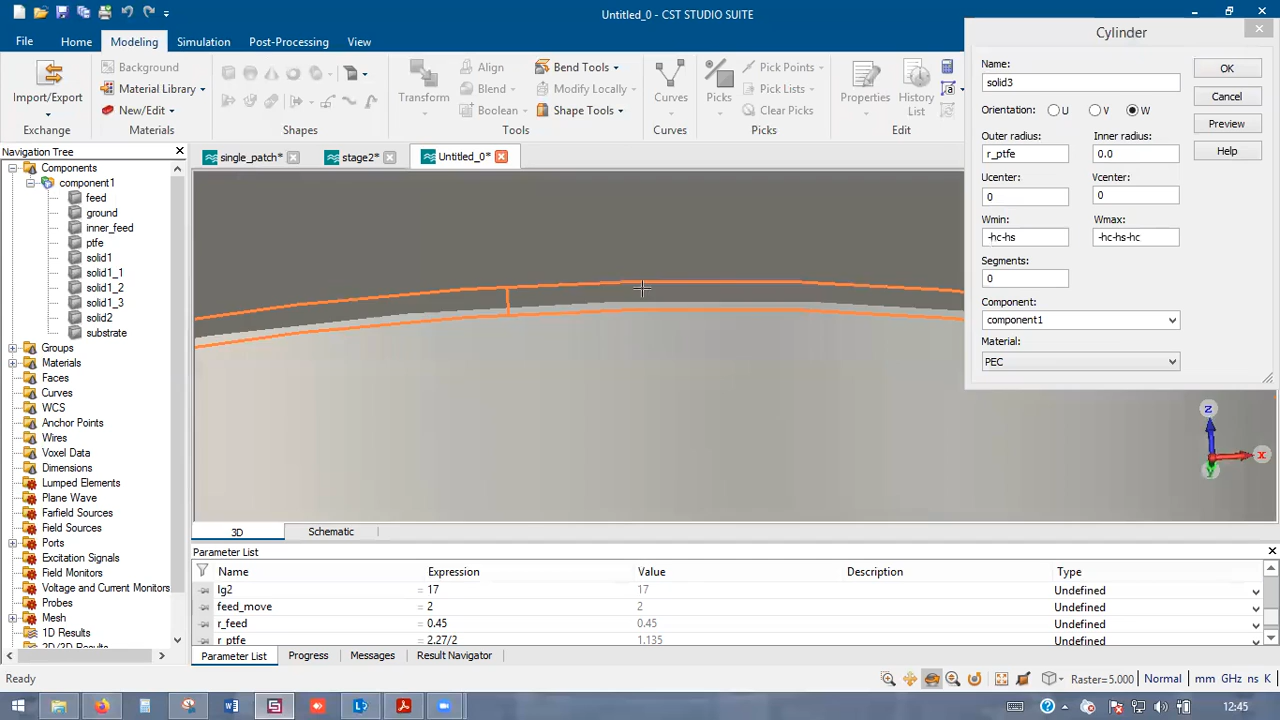 Untitled_0 - CST STUDIO SUITE
File Home Modeling Simulation Post-Processing View
Import/Export
Exchange
Background
Material Library
New/Edit
Materials
Shapes
Transform
Align
Blend
Boolean
Bend Tools
Modify Locally
Shape Tools
Tools
Curves
Curves
Picks
Pick Points
Pick Lists
Clear Picks
Picks
Properties
History List
Edit
Cylinder
Name:
solid3
Orientation: U V W
Outer radius: Inner radius:
r_ptfe 0.0
Ucenter: Vcenter:
0 0
Wmin: Wmax:
-hc-hs -hc-hs-hc
Segments:
0
Component:
component1
Material:
PEC
OK
Cancel
Preview
Help
Navigation Tree
Components
component1
feed
ground
inner_feed
ptfe
solid1
solid1_1
solid1_2
solid1_3
solid2
substrate
Groups
Materials
Faces
Curves
WCS
Anchor Points
Wires
Voxel Data
Dimensions
Lumped Elements
Plane Wave
Farfield Sources
Field Sources
Ports
Excitation Signals
Field Monitors
Voltage and Current Monitors
Probes
Mesh
1D Results
2D/3D Results
single_patch* stage2* Untitled_0*
z
x
y
3D Schematic
Parameter List
Name Expression Value Description Type
lg2 = 17 17 Undefined
feed_move = 2 2 Undefined
r_feed = 0.45 0.45 Undefined
r_ptfe = 2.27/2 1.135 Undefined
Parameter List Progress Messages Result Navigator
Ready
Raster=5.000 Normal mm GHz ns K
12:45